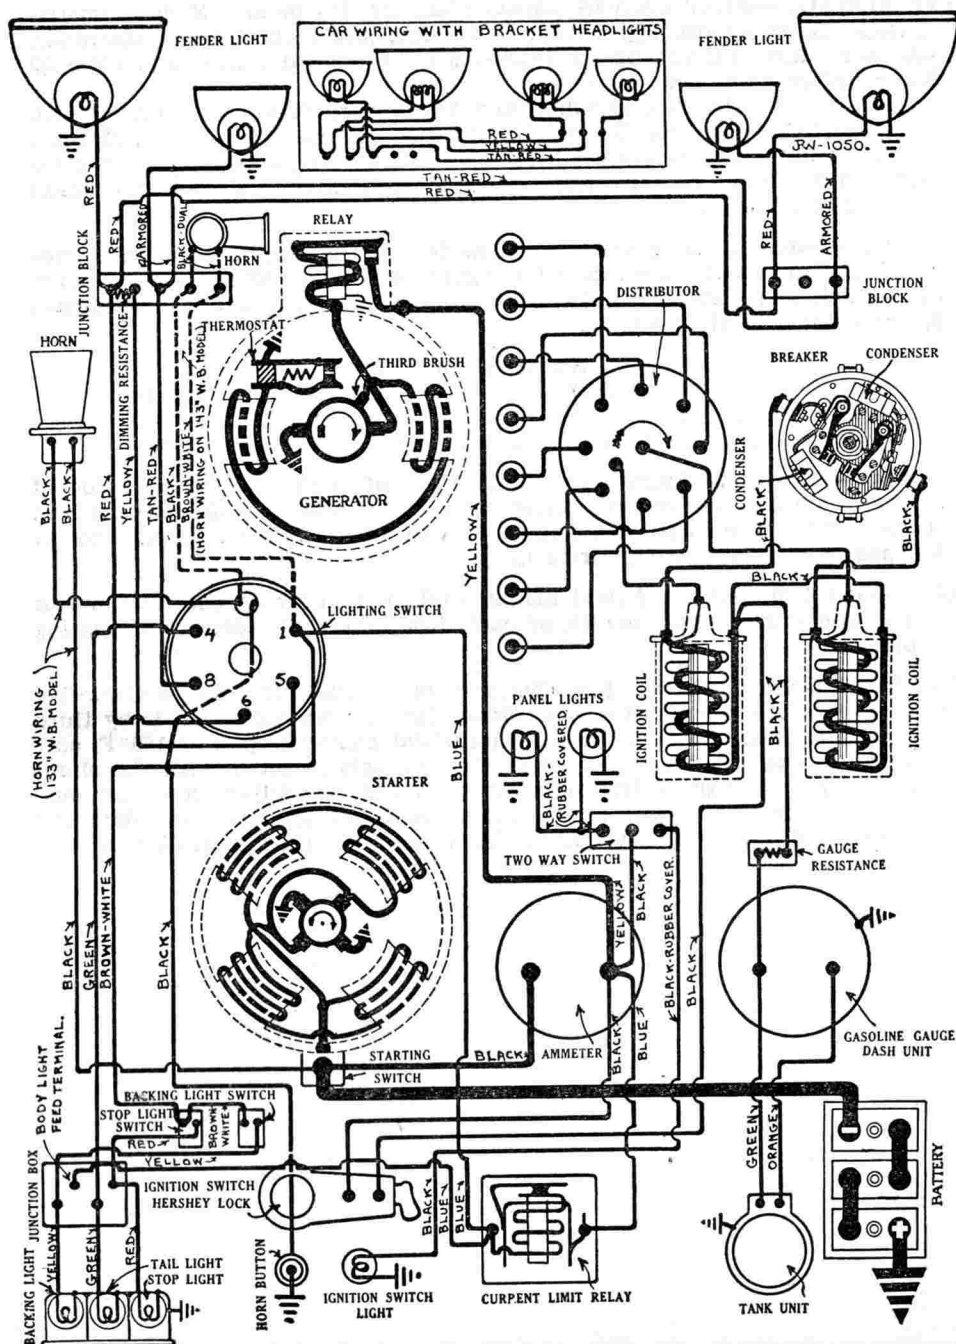 FENDER LIGHT
CAR WIRING WITH BRACKET HEADLIGHTS.
FENDER LIGHT
RED
YELLOW
TAN-RED
RW-1050.
TAN-RED
RED
RED
RED
ARMORED
BLACK-DUAL
RED
ARMORED
JUNCTION BLOCK
HORN
RELAY
DISTRIBUTOR
JUNCTION
BLOCK
HORN
THERMOSTAT
THIRD BRUSH
DIMMING RESISTANCE
BREAKER
CONDENSER
GENERATOR
CONDENSER
BLACK
BLACK
RED
YELLOW
TAN-RED
BLACK
BROWN-WHITE
(HORN WIRING ON 143" W.B. MODEL)
YELLOW
BLACK
BLACK
BLACK
LIGHTING SWITCH
4
1
8
5
6
HORN WIRING
(133" W.B. MODEL.)
BLUE
PANEL LIGHTS
IGNITION COIL
BLACK
IGNITION COIL
STARTER
BLACK-
RUBBER COVERED
TWO WAY SWITCH
GAUGE
RESISTANCE
BLACK
GREEN
BROWN-WHITE
BLACK
YELLOW
BLACK
BLACK-RUBBER COVER
BLACK
BLACK
AMMETER
BLACK
BLUE
GASOLINE GAUGE
DASH UNIT
STARTING
SWITCH
BODY LIGHT
FEED TERMINAL.
BACKING LIGHT SWITCH
STOP LIGHT
SWITCH
BROWN
WHITE
RED
YELLOW
GREEN
ORANGE
BATTERY
JUNCTION BOX
IGNITION SWITCH
HERSHEY LOCK
BLACK
BLUE
BLUE
YELLOW
GREEN
RED
BACKING LIGHT
TAIL LIGHT
STOP LIGHT
HORN BUTTON
IGNITION SWITCH
LIGHT
CURRENT LIMIT RELAY
TANK UNIT